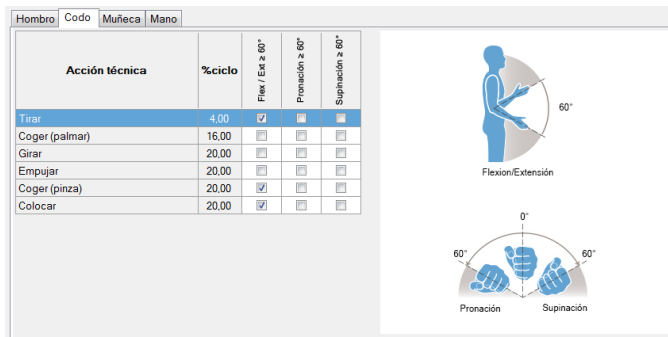 Hombro Codo Muñeca Mano
Acción técnica %ciclo Flex / Ext ≥ 60° Pronación ≥ 60° Supinación ≥ 60°
Tirar 4,00
Coger (palmar) 16,00
Girar 20,00
Empujar 20,00
Coger (pinza) 20,00
Colocar 20,00
60°
Flexion/Extensión
0°
60° 60°
Pronación Supinación